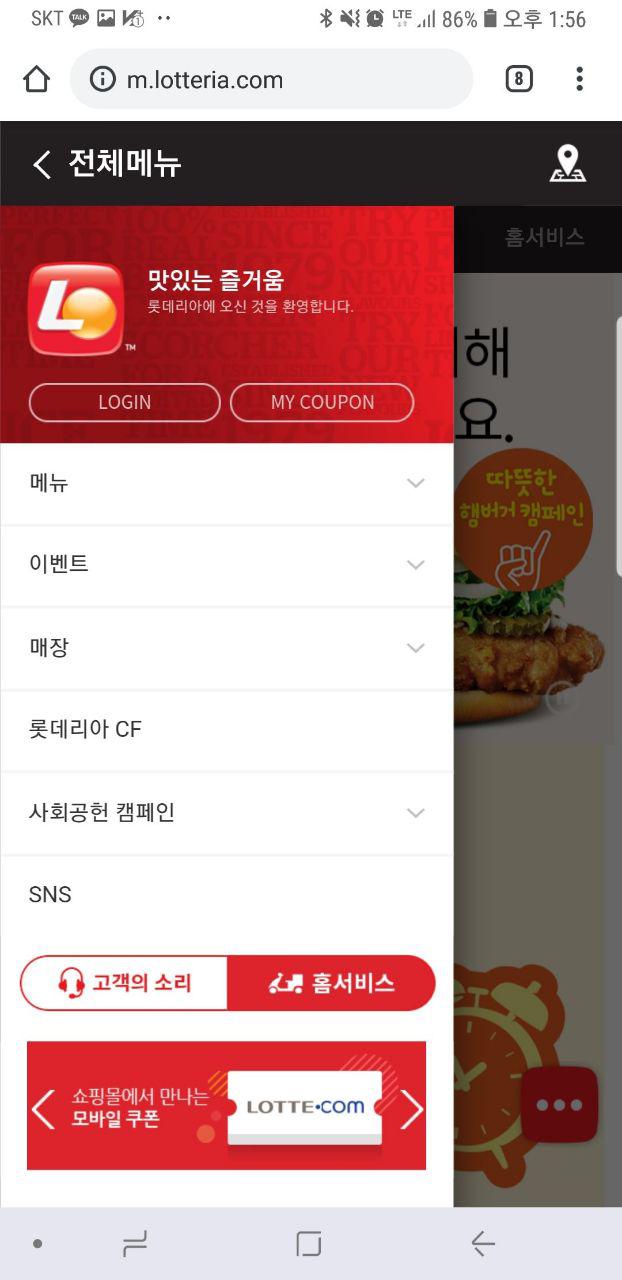 SKT TALK LTE 86% 오후 1:56
m.lotteria.com
8
전체메뉴
홈서비스
맛있는 즐거움
롯데리아에 오신 것을 환영합니다.
TM
LOGIN
MY COUPON
해
요.
따뜻한
햄버거 캠페인
메뉴
이벤트
매장
롯데리아 CF
사회공헌 캠페인
SNS
고객의 소리
홈서비스
쇼핑몰에서 만나는
모바일 쿠폰
LOTTE•COM